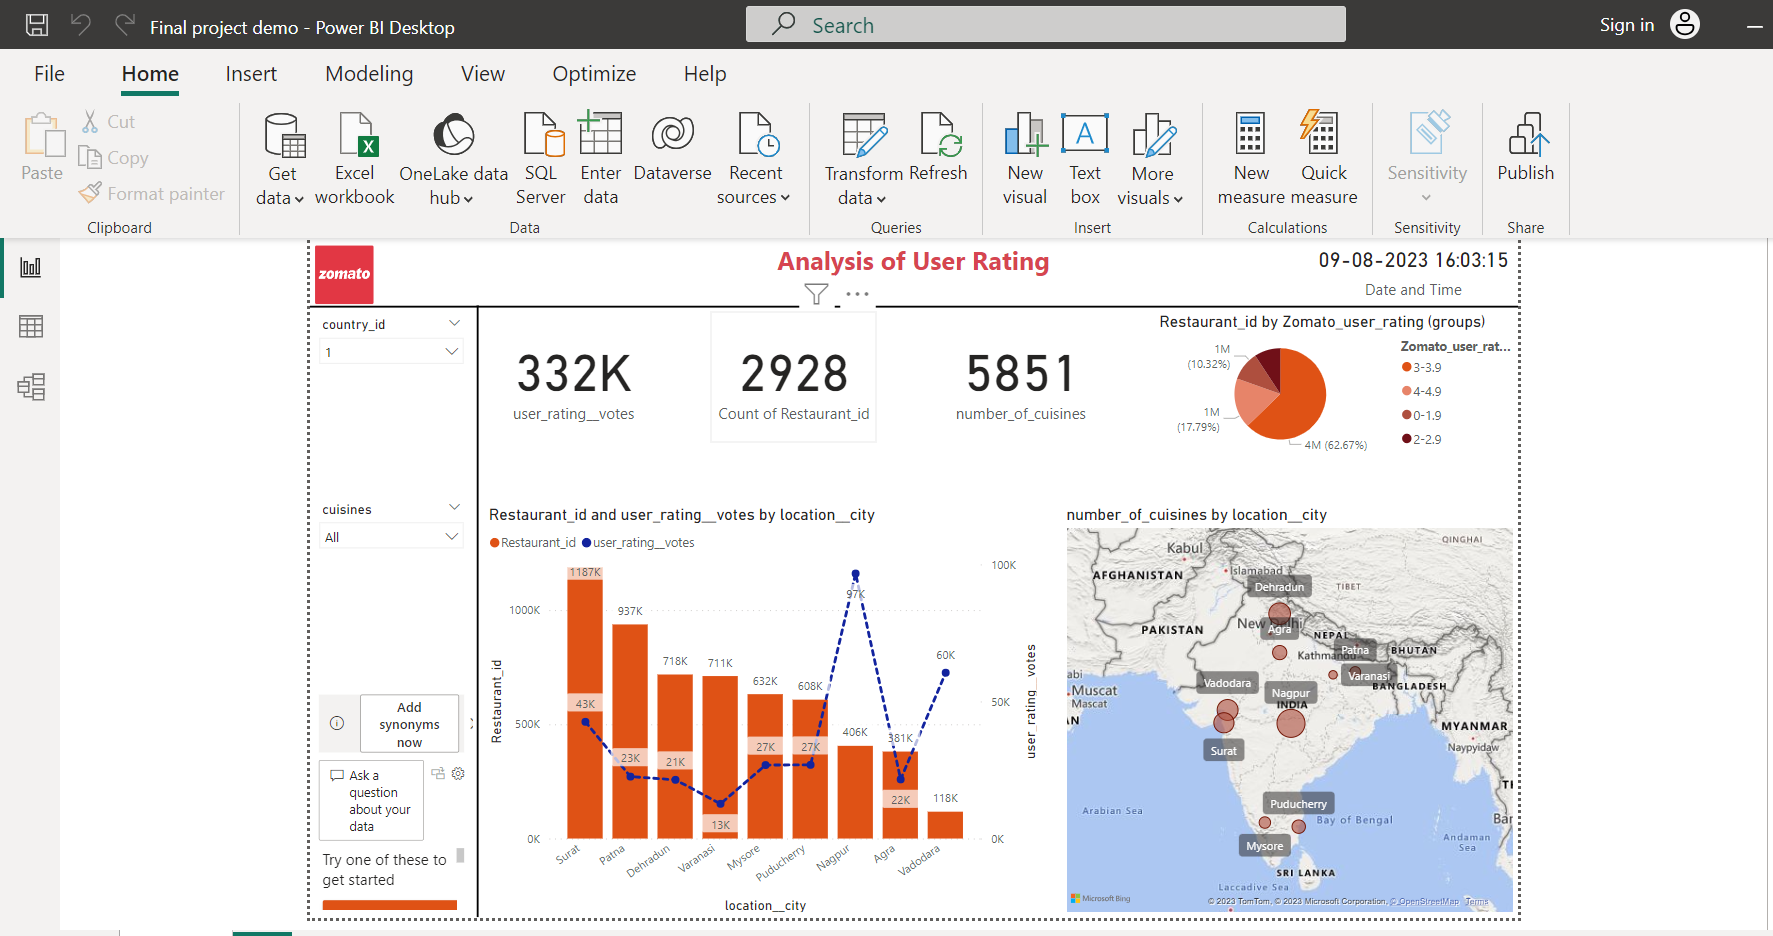 Final project demo - Power BI Desktop
Search
Sign in
File
Home
Insert
Modeling
View
Optimize
Help
Paste
Cut
Copy
Format painter
Clipboard
Get data
Excel workbook
OneLake data hub
SQL Server
Enter data
Dataverse
Recent sources
Data
Transform data
Refresh
Queries
New visual
Text box
More visuals
Insert
New measure
Quick measure
Calculations
Sensitivity
Sensitivity
Publish
Share
zomato
Analysis of User Rating
09-08-2023 16:03:15
Date and Time
country_id
1
cuisines
All
Add
synonyms
now
Ask a
question
about your
data
Try one of these to
get started
332K
user_rating__votes
2928
Count of Restaurant_id
5851
number_of_cuisines
Restaurant_id by Zomato_user_rating (groups)
1M
(10.32%)
1M
(17.79%)
4M (62.67%)
Zomato_user_rat...
3-3.9
4-4.9
0-1.9
2-2.9
Restaurant_id and user_rating__votes by location__city
Restaurant_id
user_rating__votes
Restaurant_id
1000K
500K
0K
1187K
937K
718K
711K
632K
608K
406K
381K
118K
43K
23K
21K
13K
27K
27K
97K
22K
60K
100K
50K
0K
user_rating__votes
Surat
Patna
Dehradun
Varanasi
Mysore
Puducherry
Nagpur
Agra
Vadodara
location__city
number_of_cuisines by location__city
Kabul
QINGHAI
AFGHANISTAN
Islamabad
Dehradun
TIBET
PAKISTAN
New Delhi
Agra
NEPAL
Patna
BHUTAN
Varanasi
BANGLADESH
abi
Muscat
Mascat
AN
Vadodara
Nagpur
INDIA
Surat
MYANMAR
Naypyidaw
Arabian Sea
Puducherry
Bay of Bengal
Mysore
Andaman
Sea
Bar
SRI LANKA
Laccadive Sea
Microsoft Bing
© 2023 TomTom, © 2023 Microsoft Corporation, © OpenStreetMap Terms